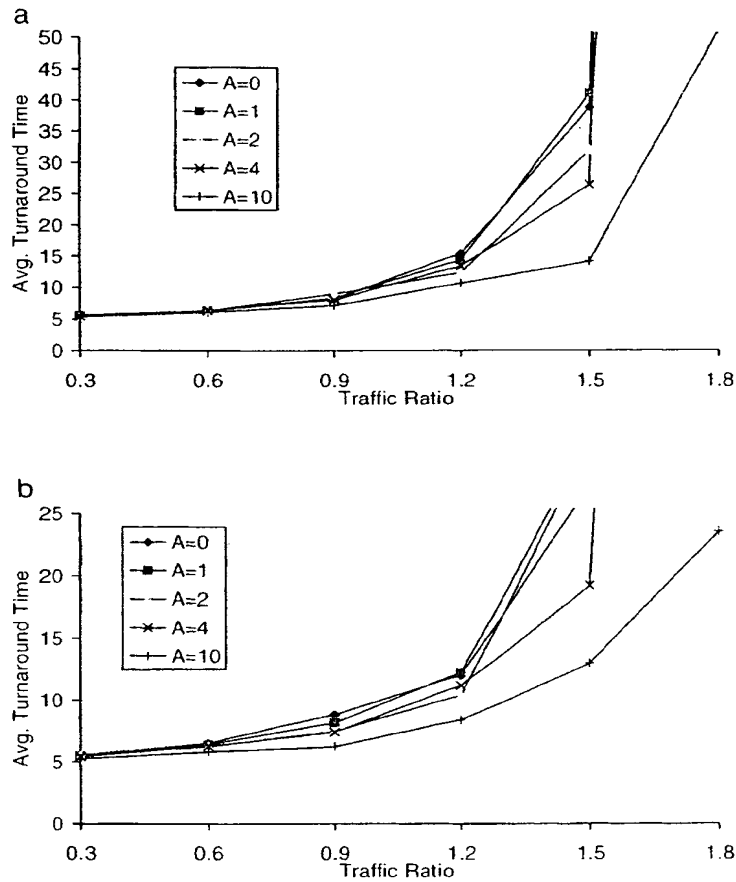 a
50
45
40
35
30
25
20
15
10
5
0
Avg. Turnaround Time
A=0
A=1
A=2
A=4
A=10
0.3 0.6 0.9 1.2 1.5 1.8
Traffic Ratio
b
25
20
15
10
5
0
Avg. Turnaround Time
A=0
A=1
A=2
A=4
A=10
0.3 0.6 0.9 1.2 1.5 1.8
Traffic Ratio